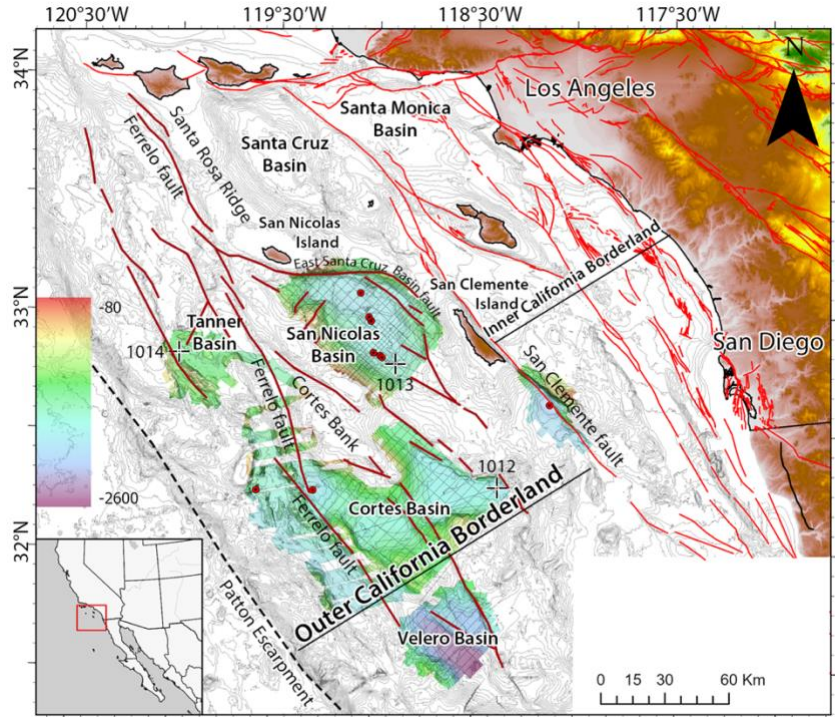 120°30'W
119°30'W
118°30'W
117°30'W
34°N
33°N
32°N
N
Los Angeles
Santa Monica
Basin
Santa Cruz
Basin
Ferrelo fault
Santa Rosa Ridge
San Nicolas
Island
East Santa Cruz Basin fault
San Clemente
Island
Inner California Borderland
San Diego
-80
-2600
Tanner
Basin
1014
San Nicolas
Basin
1013
San Clemente fault
Ferrelo fault
Cortes Bank
1012
Cortes Basin
Ferrelo fault
Outer California Borderland
Patton Escarpment
Velero Basin
0 15 30 60 Km